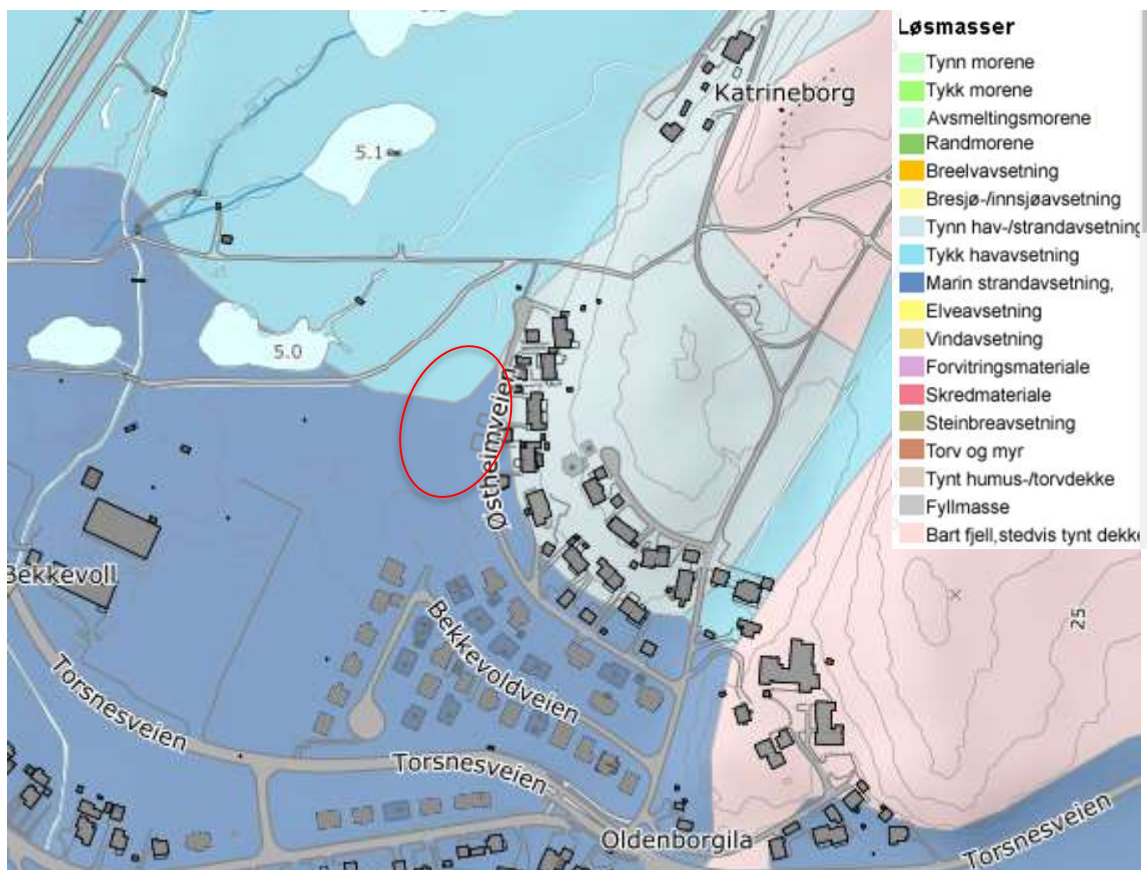 Løsmasser
Tynn morene
Tykk morene
Avsmeltingsmorene
Randmorene
Breelvavsetning
Bresjø-/innsjøavsetning
Tynn hav-/strandavsetning
Tykk havavsetning
Marin strandavsetning,
Elveavsetning
Vindavsetning
Forvitringsmateriale
Skredmateriale
Steinbreavsetning
Torv og myr
Tynt humus-/torvdekke
Fyllmasse
Bart fjell,stedvis tynt dekke
Katrineborg
5.1
5.0
Østheimveien
Bekkevoll
Bekkevoldveien
25
Torsnesveien
Torsnesveien
Oldenborgila
Torsnesveien